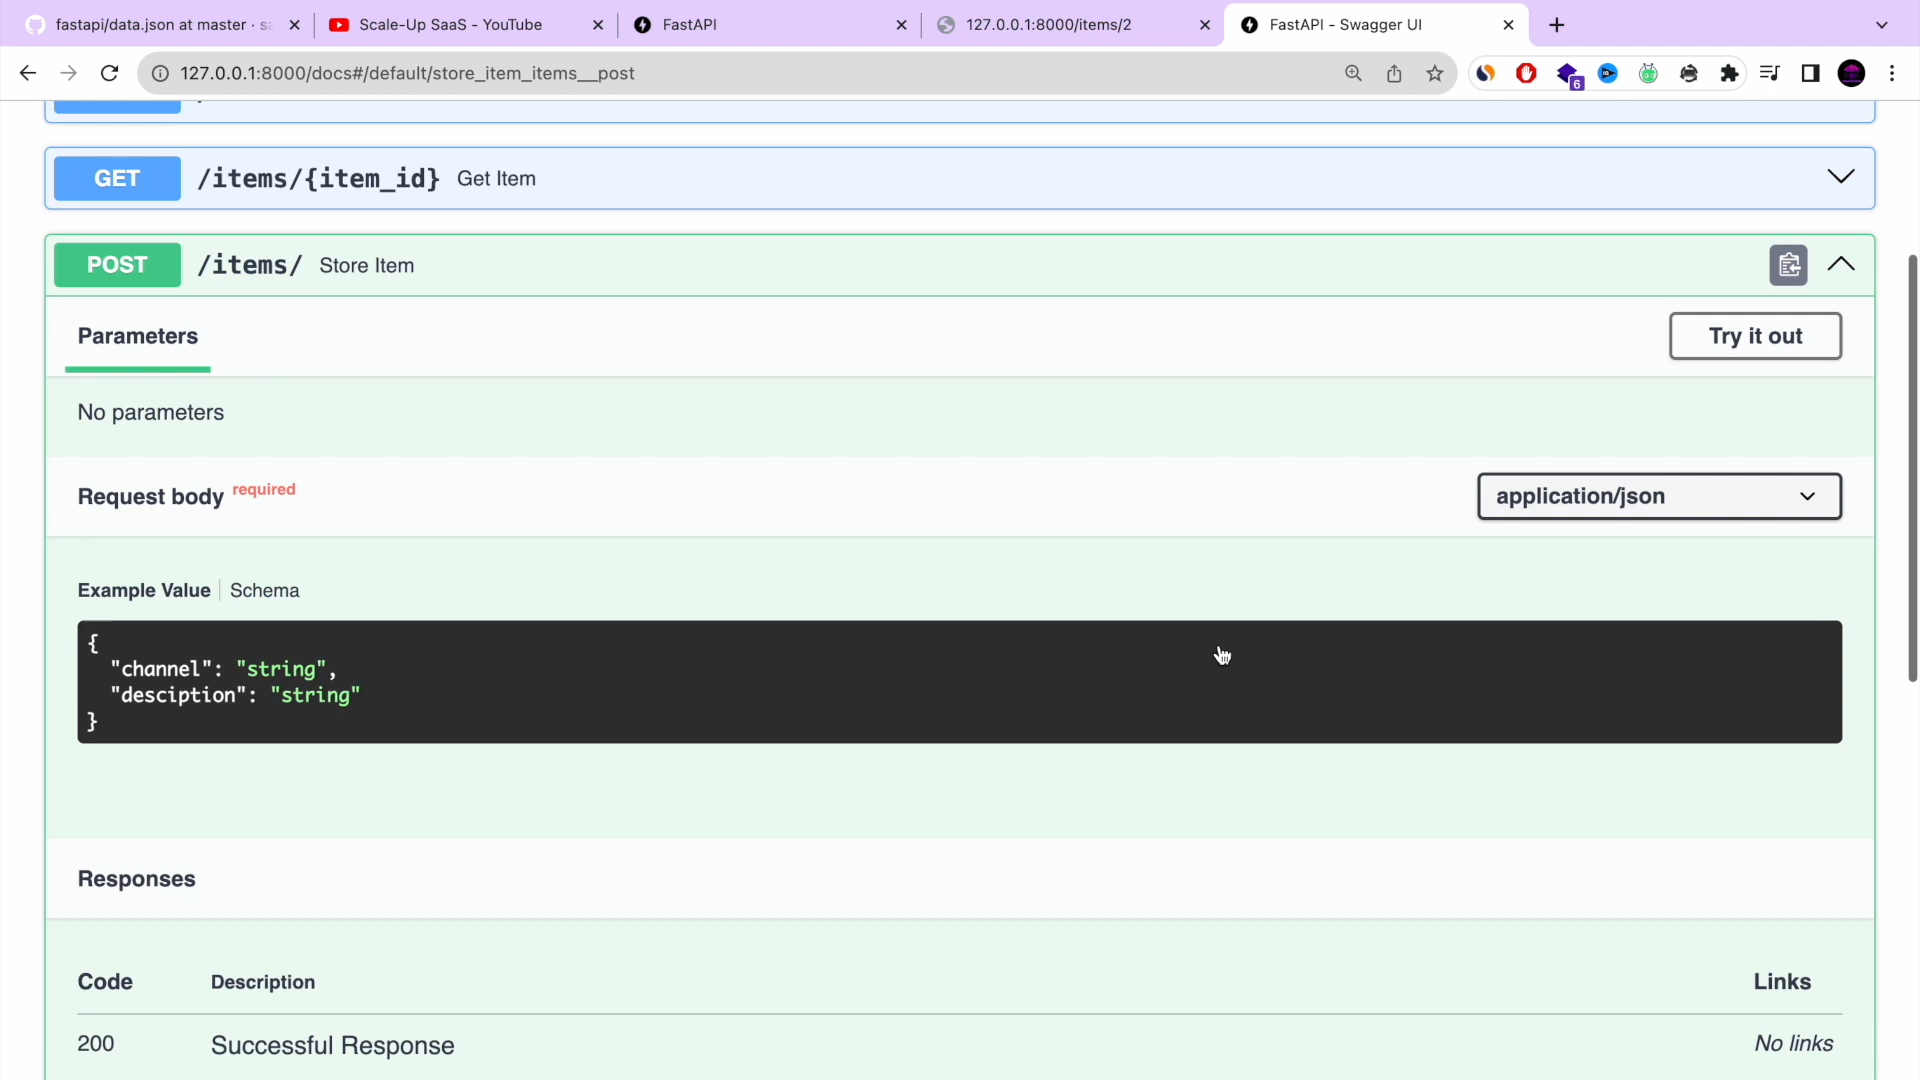 fastapi/data.json at master · sa
Scale-Up SaaS - YouTube
FastAPI
127.0.0.1:8000/items/2
FastAPI - Swagger UI
127.0.0.1:8000/docs#/default/store_item_items__post
6
GET /items/{item_id} Get Item
POST /items/ Store Item
Parameters
Try it out
No parameters
Request body required
application/json
Example Value
Schema
{
"channel": "string",
"desciption": "string"
}
Responses
Code Description Links
200 Successful Response No links